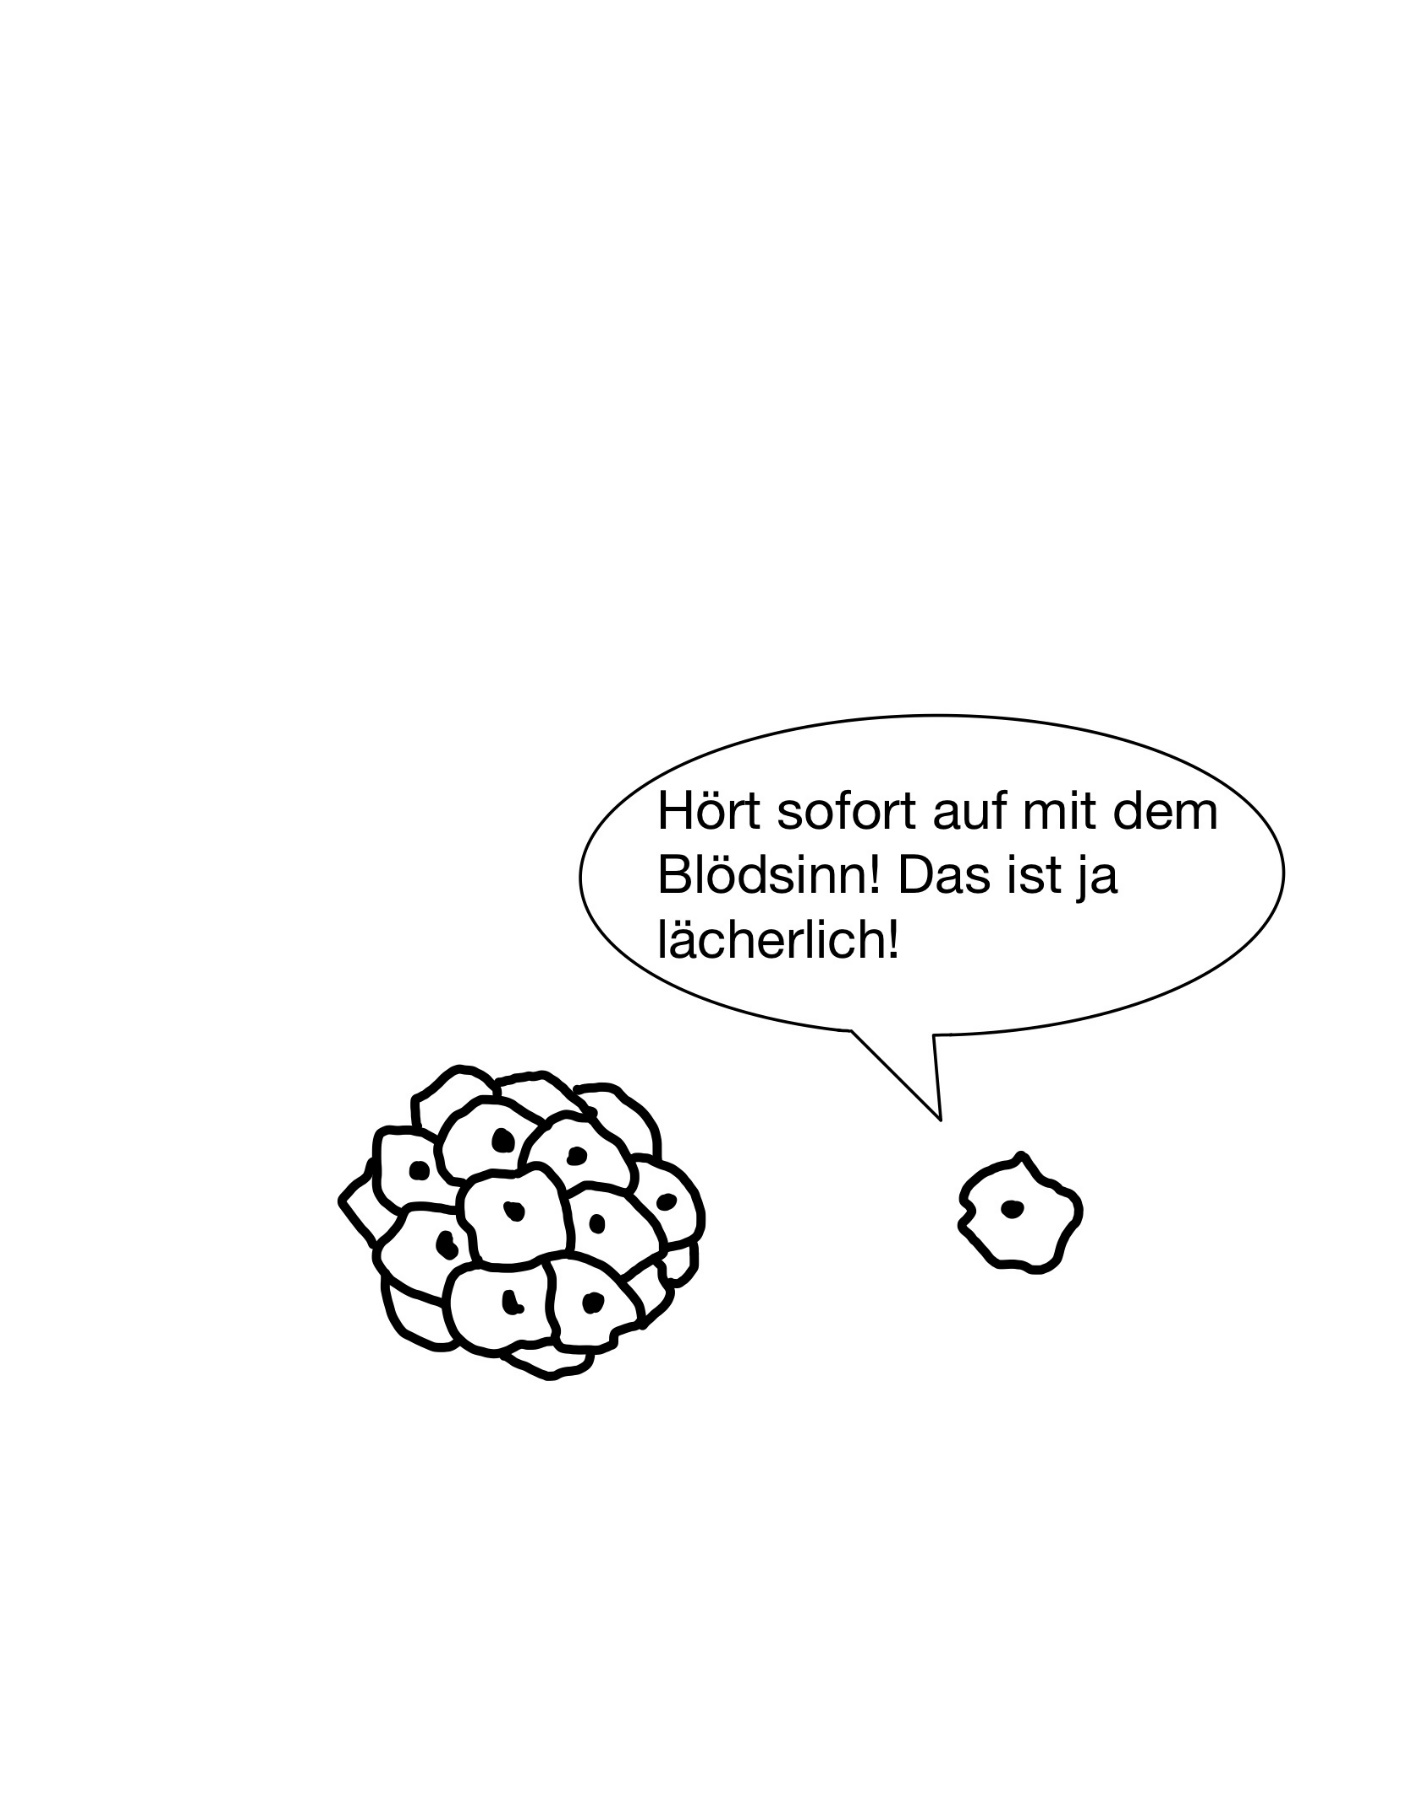 Hört sofort auf mit dem
Blödsinn! Das ist ja
lächerlich!